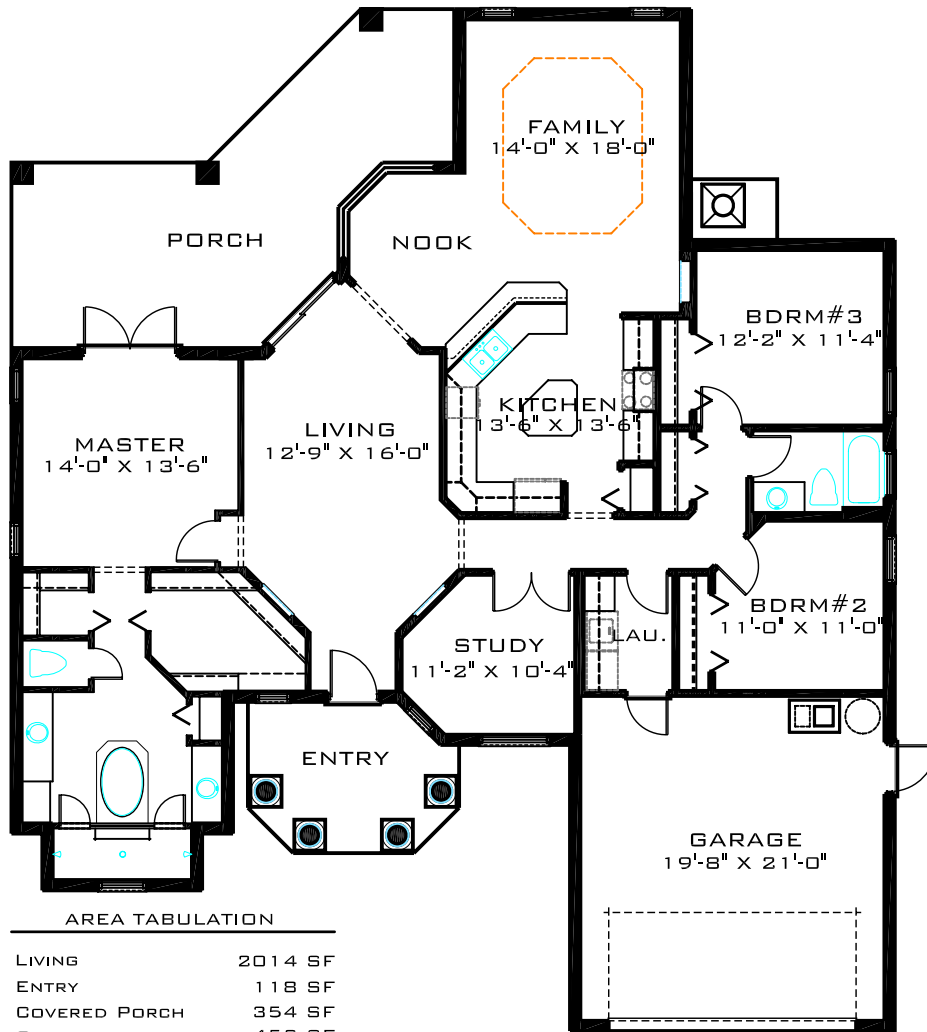 FAMILY
14'-0" X 18'-0"
PORCH
NOOK
BDRM#3
12'-2" X 11'-4"
KITCHEN
13'-6" X 13'-6"
LIVING
12'-9" X 16'-0"
MASTER
14'-0" X 13'-6"
BDRM#2
11'-0" X 11'-0"
LAU.
STUDY
11'-2" X 10'-4"
ENTRY
GARAGE
19'-8" X 21'-0"
AREA TABULATION
LIVING 2014 SF
ENTRY 118 SF
COVERED PORCH 354 SF
SF